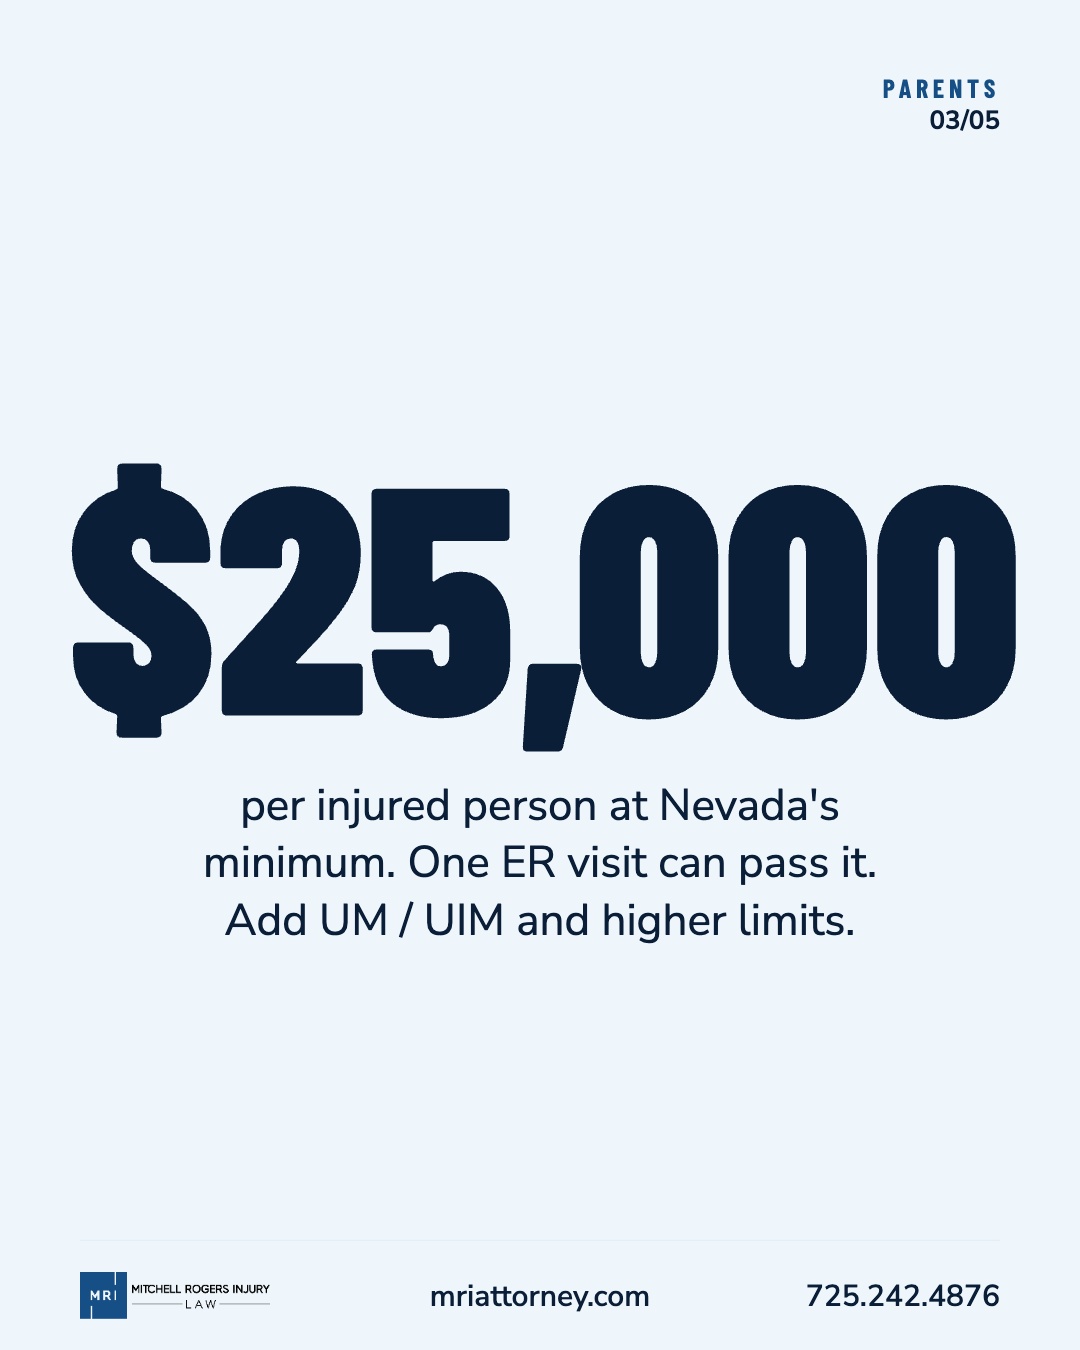 PARENTS
03/05
$25,000
per injured person at Nevada's
minimum. One ER visit can pass it.
Add UM / UIM and higher limits.
MRI
MITCHELL ROGERS INJURY
LAW
mriattorney.com
725.242.4876